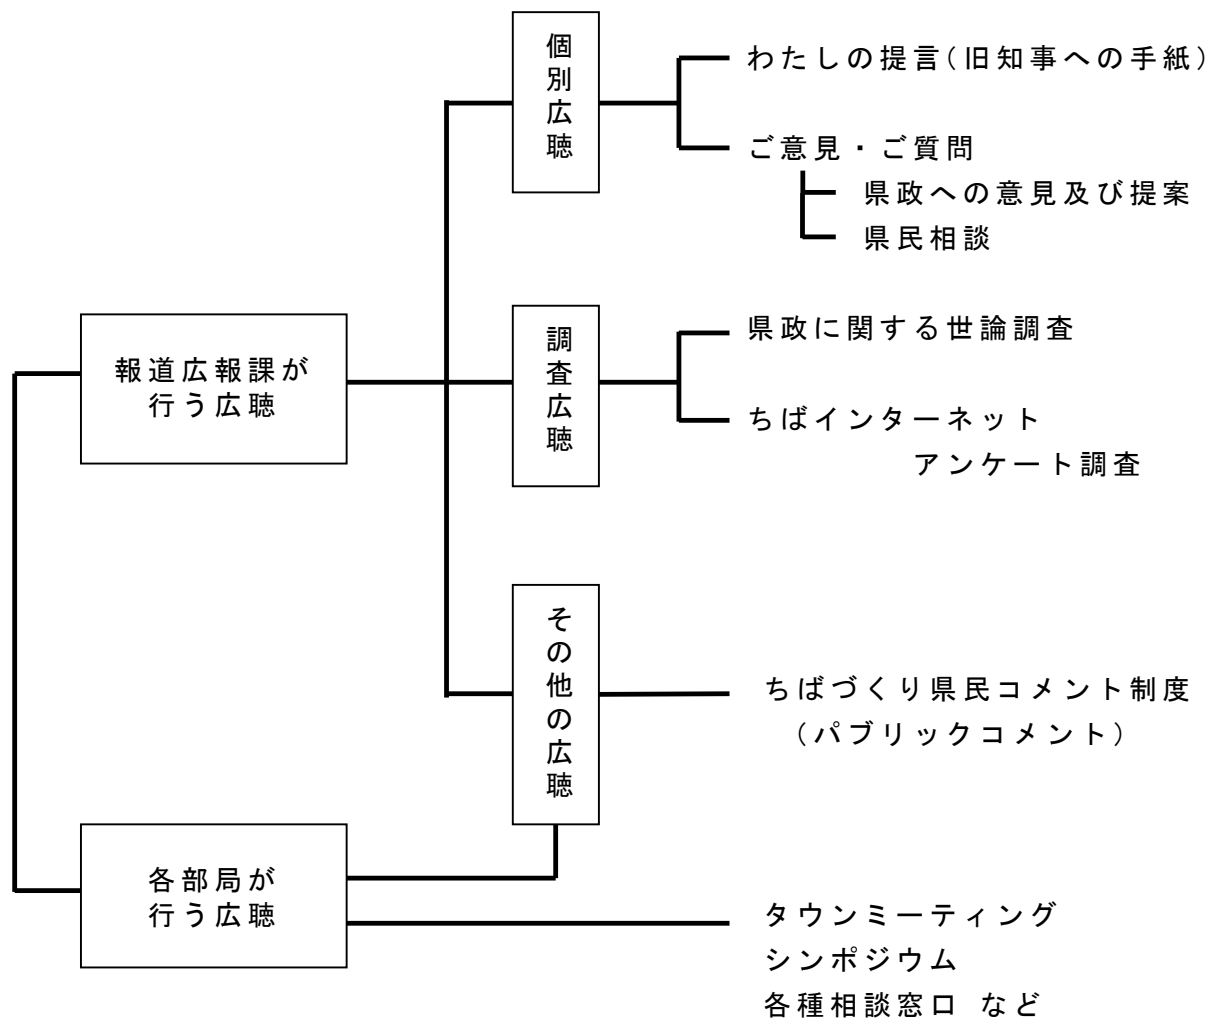 個別広聴
わたしの提言(旧知事への手紙)
ご意見・ご質問
県政への意見及び提案
県民相談
報道広報課が
行う広聴
調査広聴
県政に関する世論調査
ちばインターネット
アンケート調査
その他の広聴
ちばづくり県民コメント制度
(パブリックコメント)
各部局が
行う広聴
タウンミーティング
シンポジウム
各種相談窓口 など